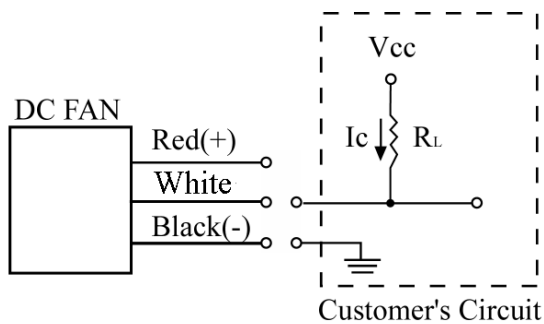 Vcc
DC FAN
Red(+)
Ic
RL
White
Black(-)
Customer's Circuit